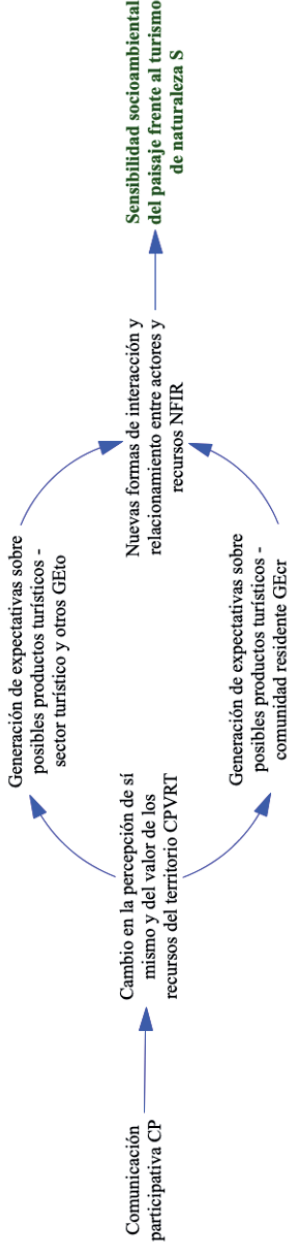 Comunicación
participativa CP
Cambio en la percepción de sí
mismo y del valor de los
recursos del territorio CPVRT
Generación de expectativas sobre
posibles productos turísticos -
sector turístico y otros GEto
Generación de expectativas sobre
posibles productos turísticos -
comunidad residente GEcr
Nuevas formas de interacción y
relacionamiento entre actores y
recursos NFIR
Sensibilidad socioambiental
del paisaje frente al turismo
de naturaleza S